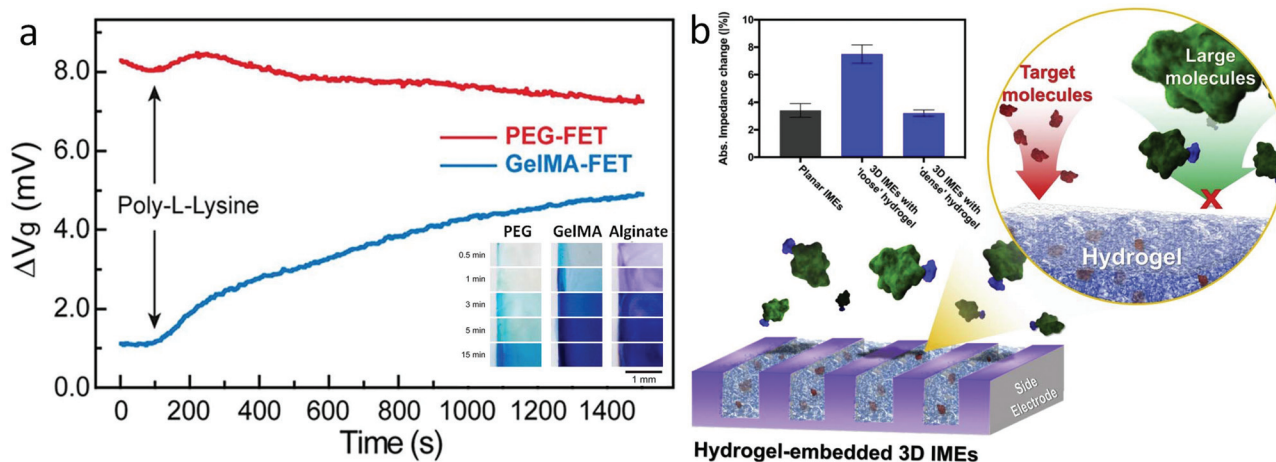 a
ΔVg (mV)
8.0
6.0
4.0
2.0
0.0
Poly-L-Lysine
PEG-FET
GelMA-FET
PEG GelMA Alginate
0.5 min
1 min
3 min
5 min
15 min
1 mm
0 200 400 600 800 1000 1200 1400
Time (s)
b
Abs. Impedance change (|%|)
10
8
6
4
2
0
Planar IMEs
3D IMEs with
'loose' hydrogel
3D IMEs with
'dense' hydrogel
Target
molecules
Large
molecules
X
Hydrogel
Side
Electrode
Hydrogel-embedded 3D IMEs